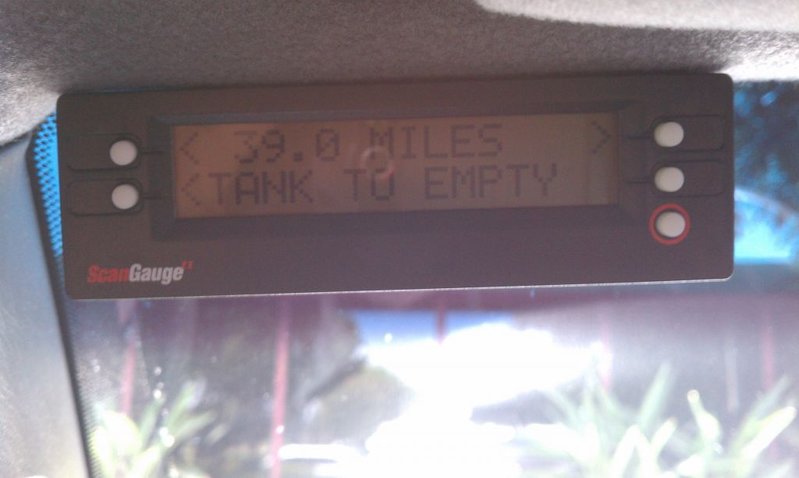 < 39.0 MILES >
<TANK TO EMPTY
ScanGauge II